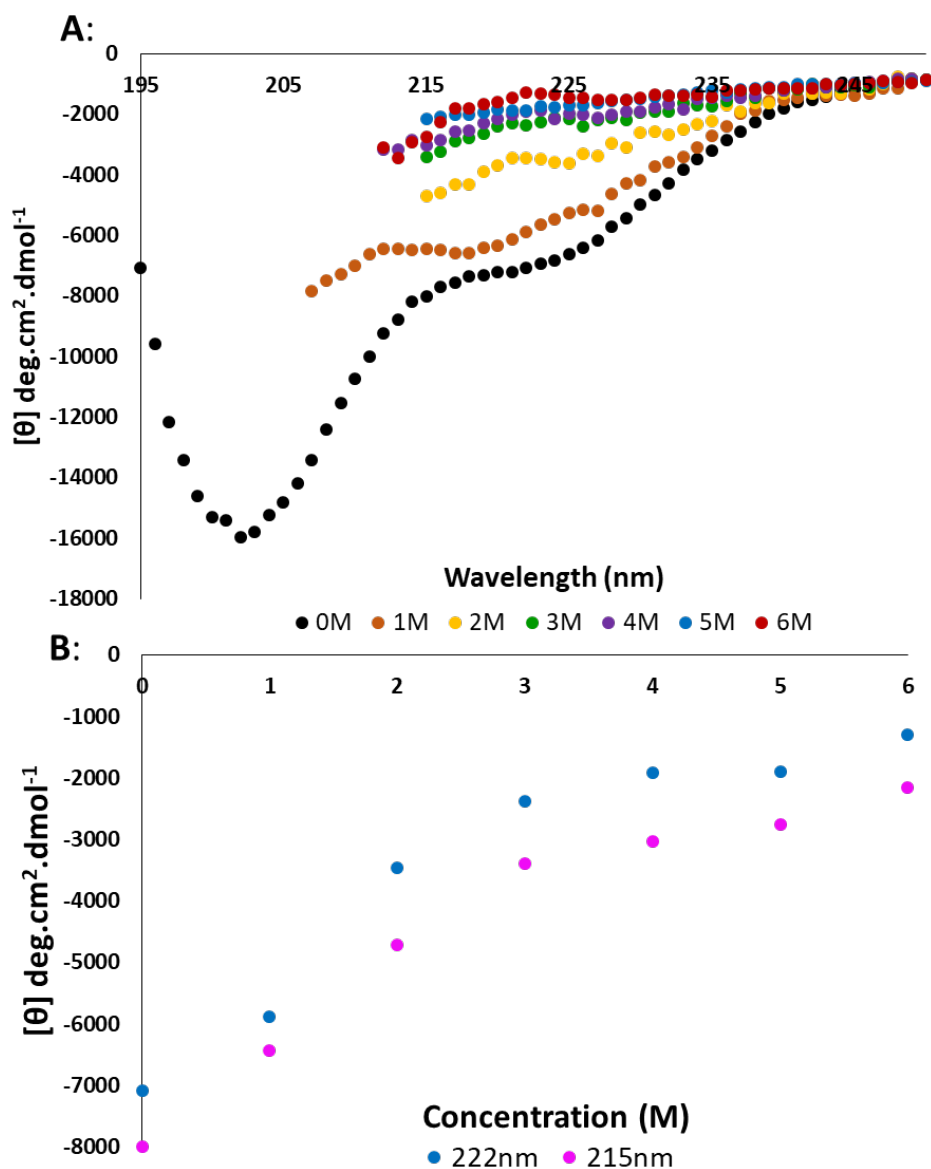 A:
0
195 205 215 225 235 245
-2000
-4000
-6000
-8000
-10000
-12000
-14000
-16000
-18000
[θ] deg.cm².dmol⁻¹
Wavelength (nm)
0M 1M 2M 3M 4M 5M 6M
B:
0
0 1 2 3 4 5 6
-1000
-2000
-3000
-4000
-5000
-6000
-7000
-8000
[θ] deg.cm².dmol⁻¹
Concentration (M)
222nm 215nm